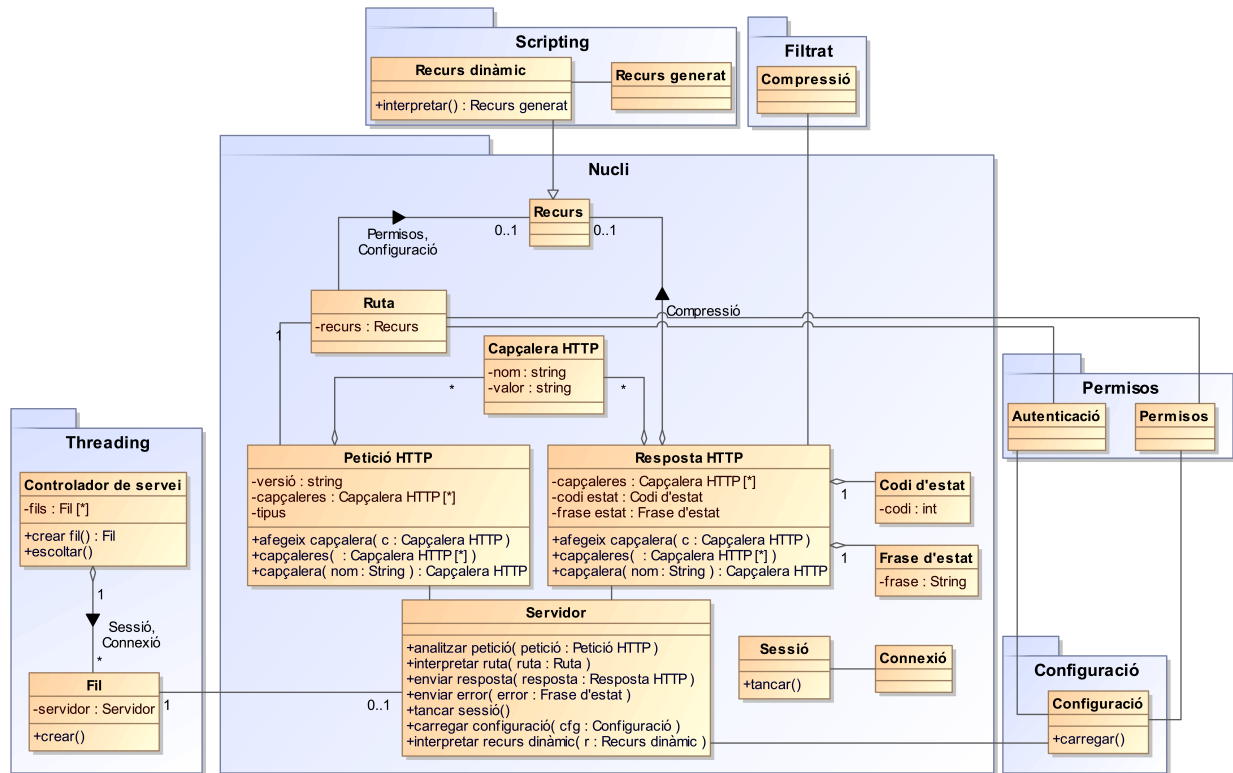 Scripting
Recurs dinàmic
+interpretar() : Recurs generat
Recurs generat
Filtrat
Compressió
Nucli
Recurs
0..1
0..1
Permisos,
Configuració
Compressió
Ruta
-recurs : Recurs
1
Capçalera HTTP
-nom : string
-valor : string
*
*
Petició HTTP
-versió : string
-capçaleres : Capçalera HTTP [*]
-tipus
+afegeix capçalera( c : Capçalera HTTP )
+capçaleres(  : Capçalera HTTP [*] )
+capçalera( nom : String ) : Capçalera HTTP
Resposta HTTP
-capçaleres : Capçalera HTTP [*]
-codi estat : Codi d'estat
-frase estat : Frase d'estat
+afegeix capçalera( c : Capçalera HTTP )
+capçaleres(  : Capçalera HTTP [*] )
+capçalera( nom : String ) : Capçalera HTTP
1
Codi d'estat
-codi : int
1
Frase d'estat
-frase : String
Servidor
+analitzar petició( petició : Petició HTTP )
+interpretar ruta( ruta : Ruta )
+enviar resposta( resposta : Resposta HTTP )
+enviar error( error : Frase d'estat )
+tancar sessió()
+carregar configuració( cfg : Configuració )
+interpretar recurs dinàmic( r : Recurs dinàmic )
Sessió
+tancar()
Connexió
Threading
Controlador de servei
-fils : Fil [*]
+crear fil() : Fil
+escoltar()
1
Sessió,
Connexió
*
Fil
-servidor : Servidor
+crear()
1
0..1
Permisos
Autenticació
Permisos
Configuració
Configuració
+carregar()